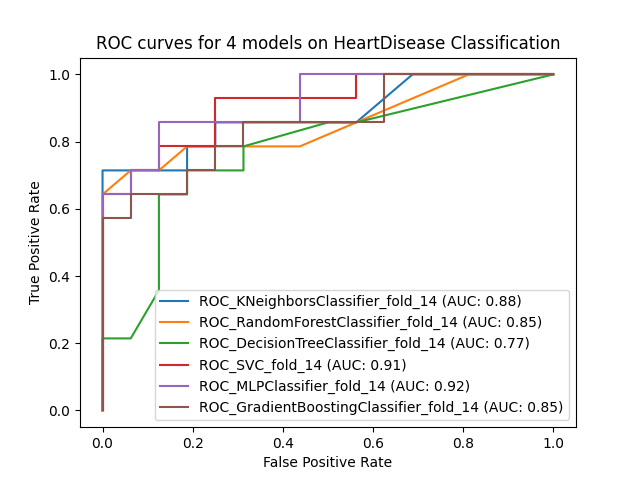 ROC curves for 4 models on HeartDisease Classification
True Positive Rate
1.0
0.8
0.6
0.4
0.2
0.0
ROC_KNeighborsClassifier_fold_14 (AUC: 0.88)
ROC_RandomForestClassifier_fold_14 (AUC: 0.85)
ROC_DecisionTreeClassifier_fold_14 (AUC: 0.77)
ROC_SVC_fold_14 (AUC: 0.91)
ROC_MLPClassifier_fold_14 (AUC: 0.92)
ROC_GradientBoostingClassifier_fold_14 (AUC: 0.85)
0.0 0.2 0.4 0.6 0.8 1.0
False Positive Rate